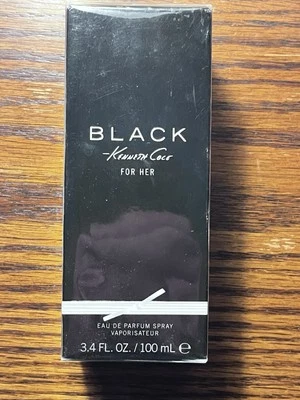 BLACK
Kenneth Cole
FOR HER
EAU DE PARFUM SPRAY
VAPORISATEUR
3.4 FL. OZ. / 100 mL ℮